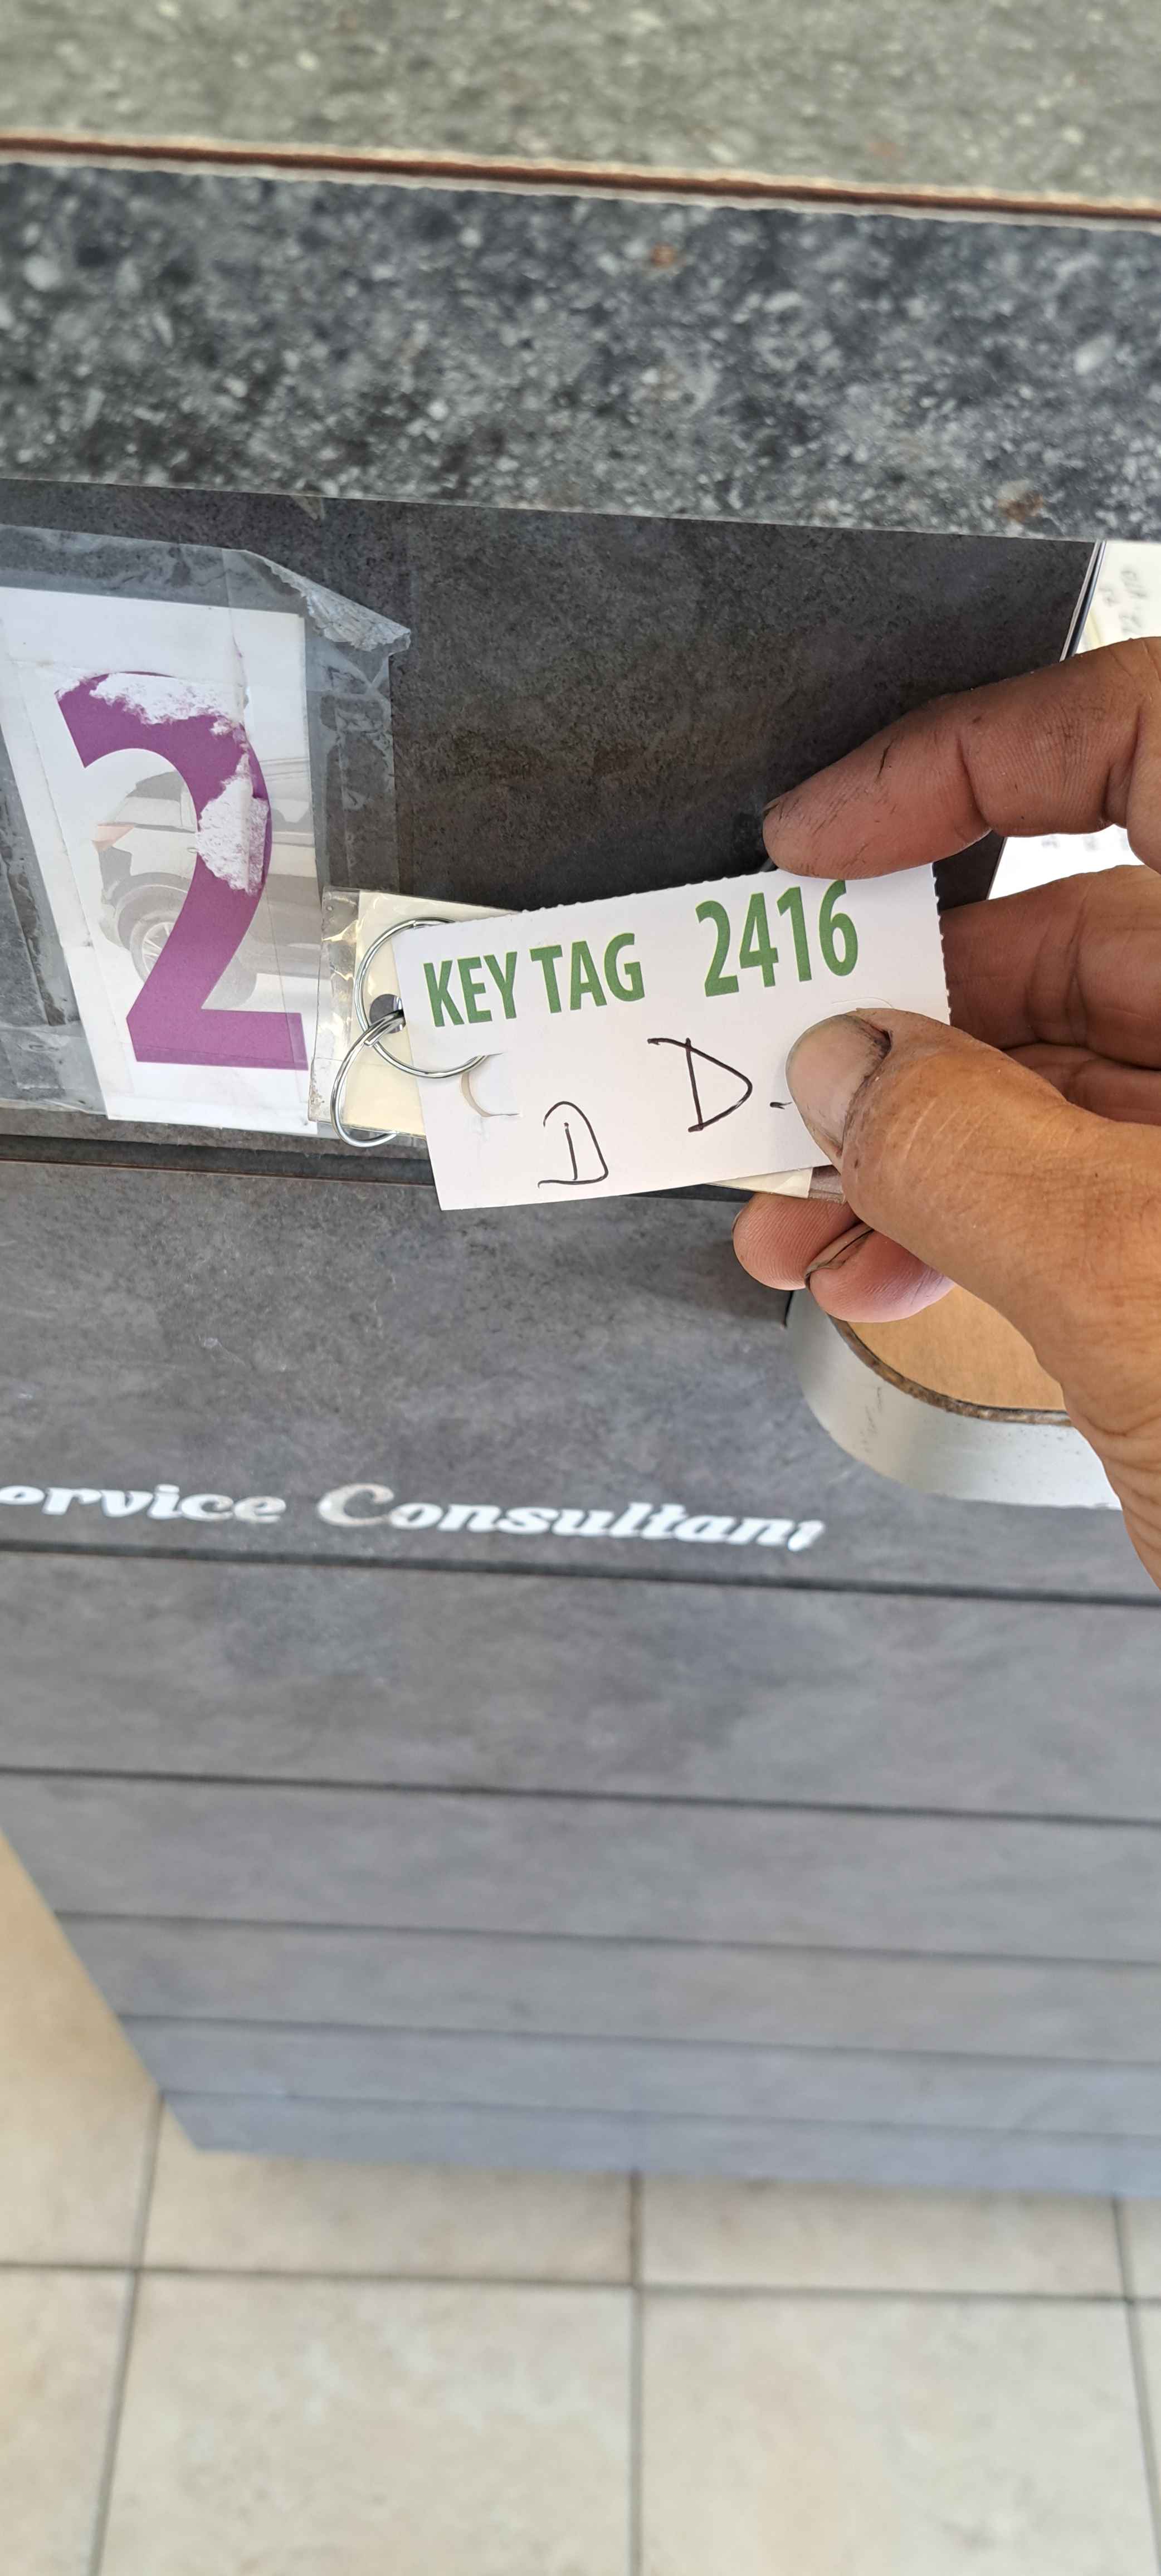 2
KEY TAG 2416
D.
D
Service Consultant